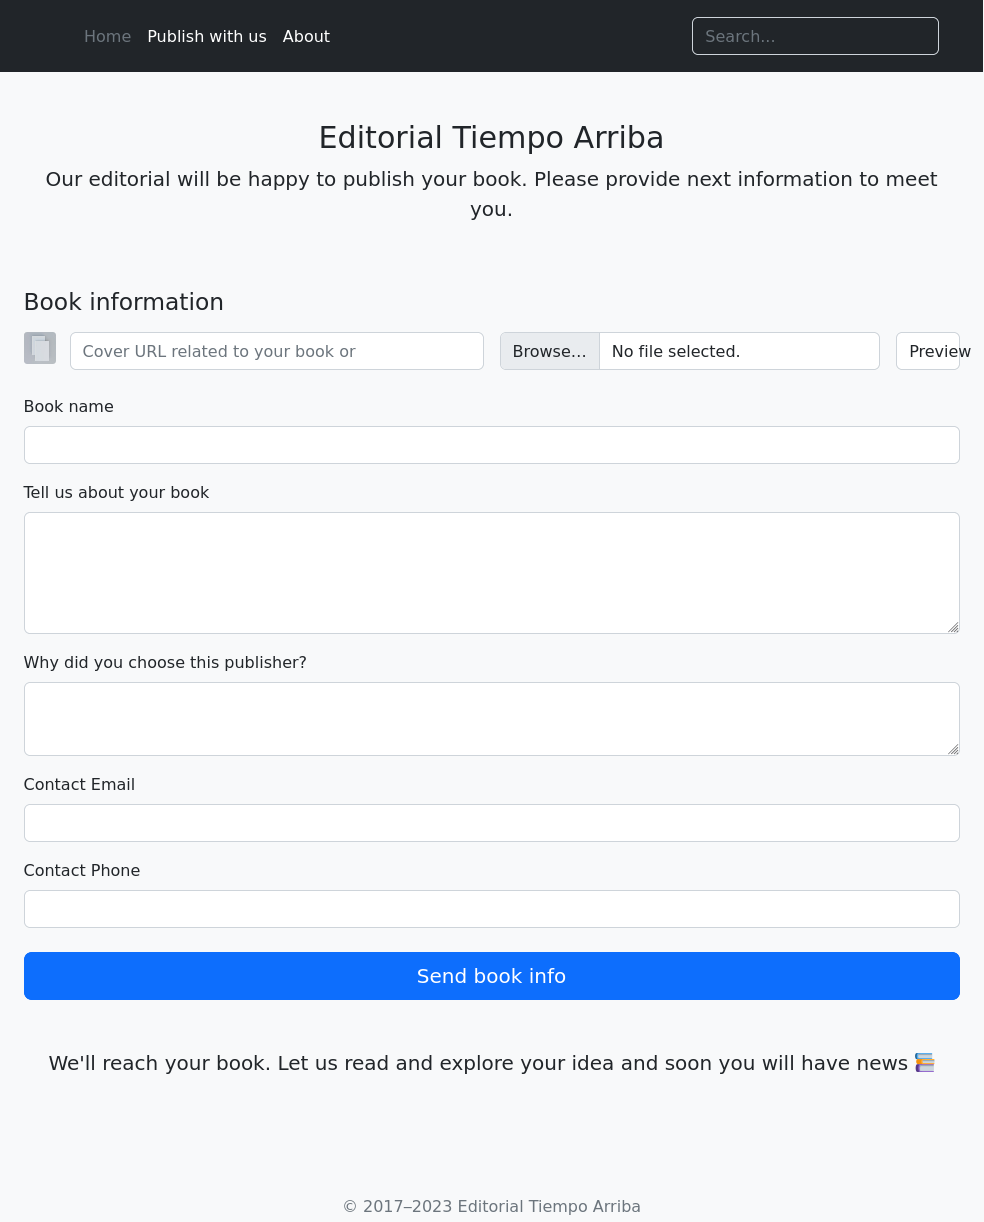 Home Publish with us About Search...
Editorial Tiempo Arriba
Our editorial will be happy to publish your book. Please provide next information to meet
you.
Book information
Cover URL related to your book or Browse... No file selected. Preview
Book name
Tell us about your book
Why did you choose this publisher?
Contact Email
Contact Phone
Send book info
We'll reach your book. Let us read and explore your idea and soon you will have news 📚
© 2017–2023 Editorial Tiempo Arriba